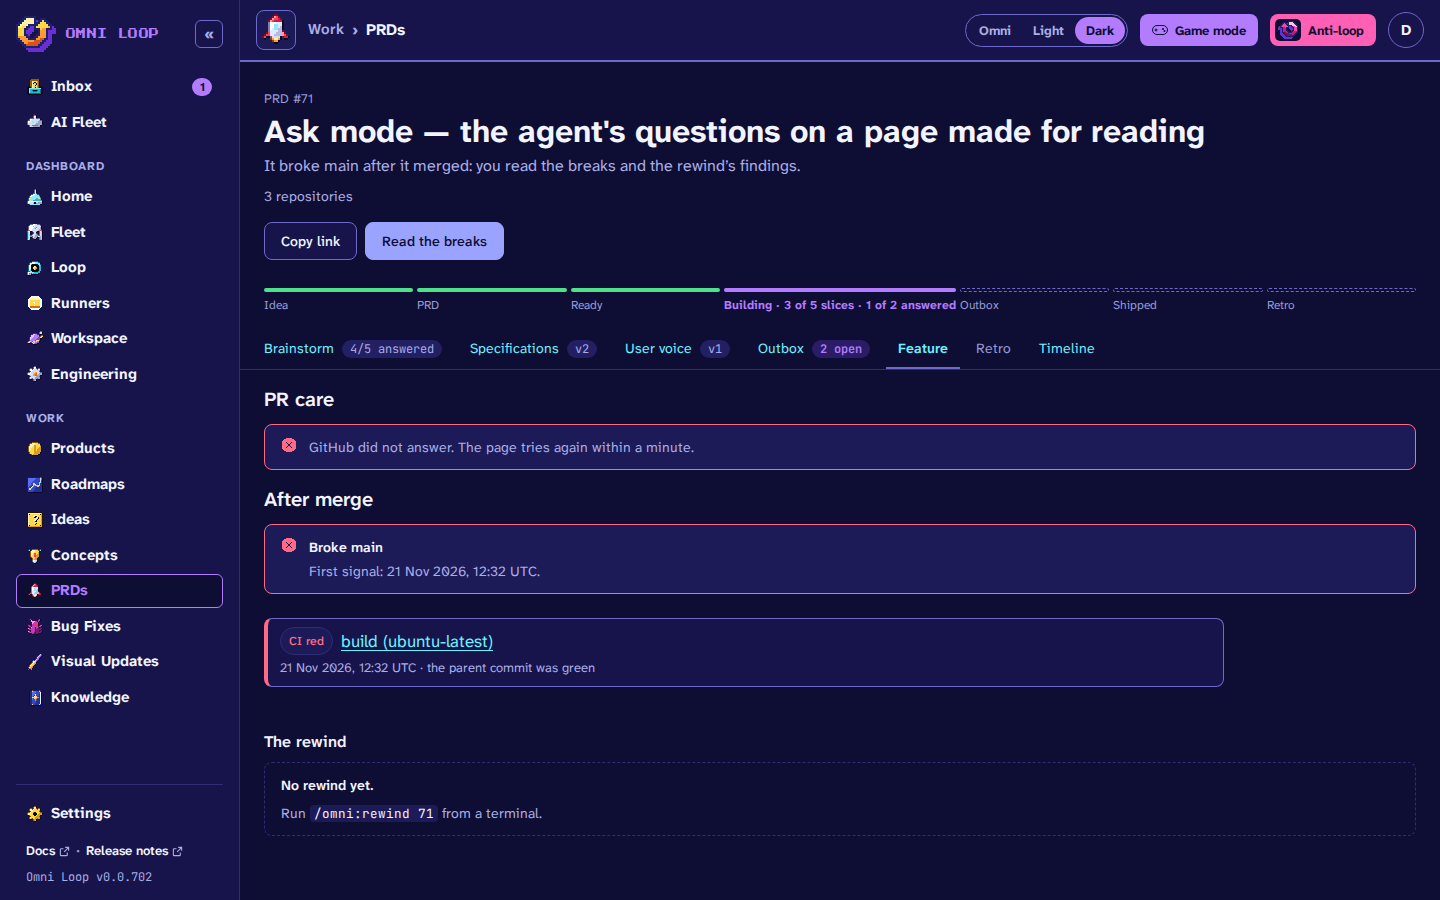 OMNI LOOP
«
Inbox 1
AI Fleet
DASHBOARD
Home
Fleet
Loop
Runners
Workspace
Engineering
WORK
Products
Roadmaps
Ideas
Concepts
PRDs
Bug Fixes
Visual Updates
Knowledge
Settings
Docs · Release notes
Omni Loop v0.0.702
Work › PRDs
Omni Light Dark
Game mode
Anti-loop
D
PRD #71
Ask mode — the agent's questions on a page made for reading
It broke main after it merged: you read the breaks and the rewind's findings.
3 repositories
Copy link Read the breaks
Idea PRD Ready Building · 3 of 5 slices · 1 of 2 answered Outbox Shipped Retro
Brainstorm 4/5 answered Specifications v2 User voice v1 Outbox 2 open Feature Retro Timeline
PR care
GitHub did not answer. The page tries again within a minute.
After merge
Broke main
First signal: 21 Nov 2026, 12:32 UTC.
CI red build (ubuntu-latest)
21 Nov 2026, 12:32 UTC · the parent commit was green
The rewind
No rewind yet.
Run /omni:rewind 71 from a terminal.